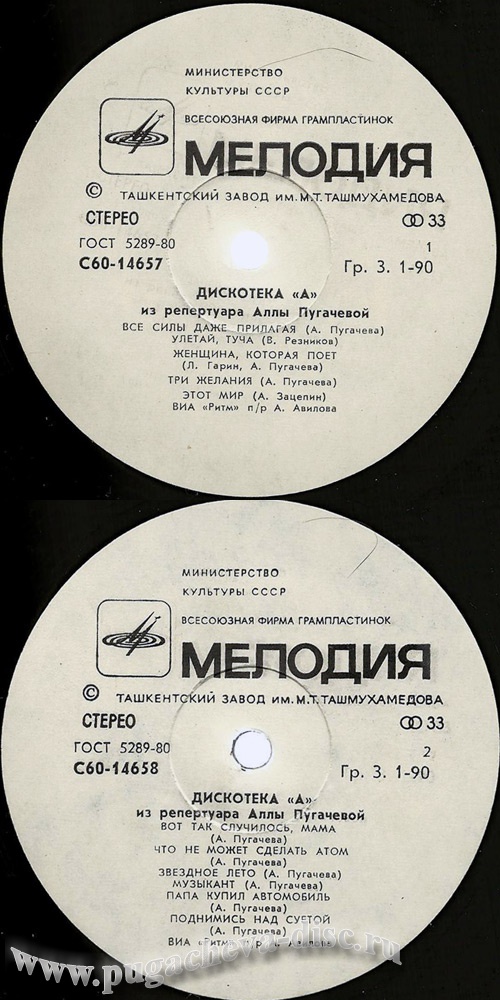 МИНИСТЕРСТВО
КУЛЬТУРЫ СССР
ВСЕСОЮЗНАЯ ФИРМА ГРАМПЛАСТИНОК
МЕЛОДИЯ
© ТАШКЕНТСКИЙ ЗАВОД ИМ. М.Т. ТАШМУХАМЕДОВА
СТЕРЕО 33
ГОСТ 5289-80 1
С60-14657 Гр. 3. 1-90
ДИСКОТЕКА «А»
из репертуара Аллы Пугачевой
ВСЕ СИЛЫ ДАЖЕ ПРИЛАГАЯ (А. Пугачева)
УЛЕТАЙ, ТУЧА (В. Резников)
ЖЕНЩИНА, КОТОРАЯ ПОЕТ
(Л. Гарин, А. Пугачева)
ТРИ ЖЕЛАНИЯ (А. Пугачева)
ЭТОТ МИР (А. Зацепин)
ВИА «Ритм» п/р А. Авилова
МИНИСТЕРСТВО
КУЛЬТУРЫ СССР
ВСЕСОЮЗНАЯ ФИРМА ГРАМПЛАСТИНОК
МЕЛОДИЯ
© ТАШКЕНТСКИЙ ЗАВОД ИМ. М.Т. ТАШМУХАМЕДОВА
СТЕРЕО 33
ГОСТ 5289-80 2
С60-14658 Гр. 3. 1-90
ДИСКОТЕКА «А»
из репертуара Аллы Пугачевой
ВОТ ТАК СЛУЧИЛОСЬ, МАМА
(А. Пугачева)
ЧТО НЕ МОЖЕТ СДЕЛАТЬ АТОМ
(А. Пугачева)
ЗВЕЗДНОЕ ЛЕТО (А. Пугачева)
МУЗЫКАНТ (А. Пугачева)
ПАПА КУПИЛ АВТОМОБИЛЬ
(А. Пугачева)
ПОДНИМИСЬ НАД СУЕТОЙ
(А. Пугачева)
ВИА «Ритм» п/р А. Авилова
www.pugacheva-disc.ru